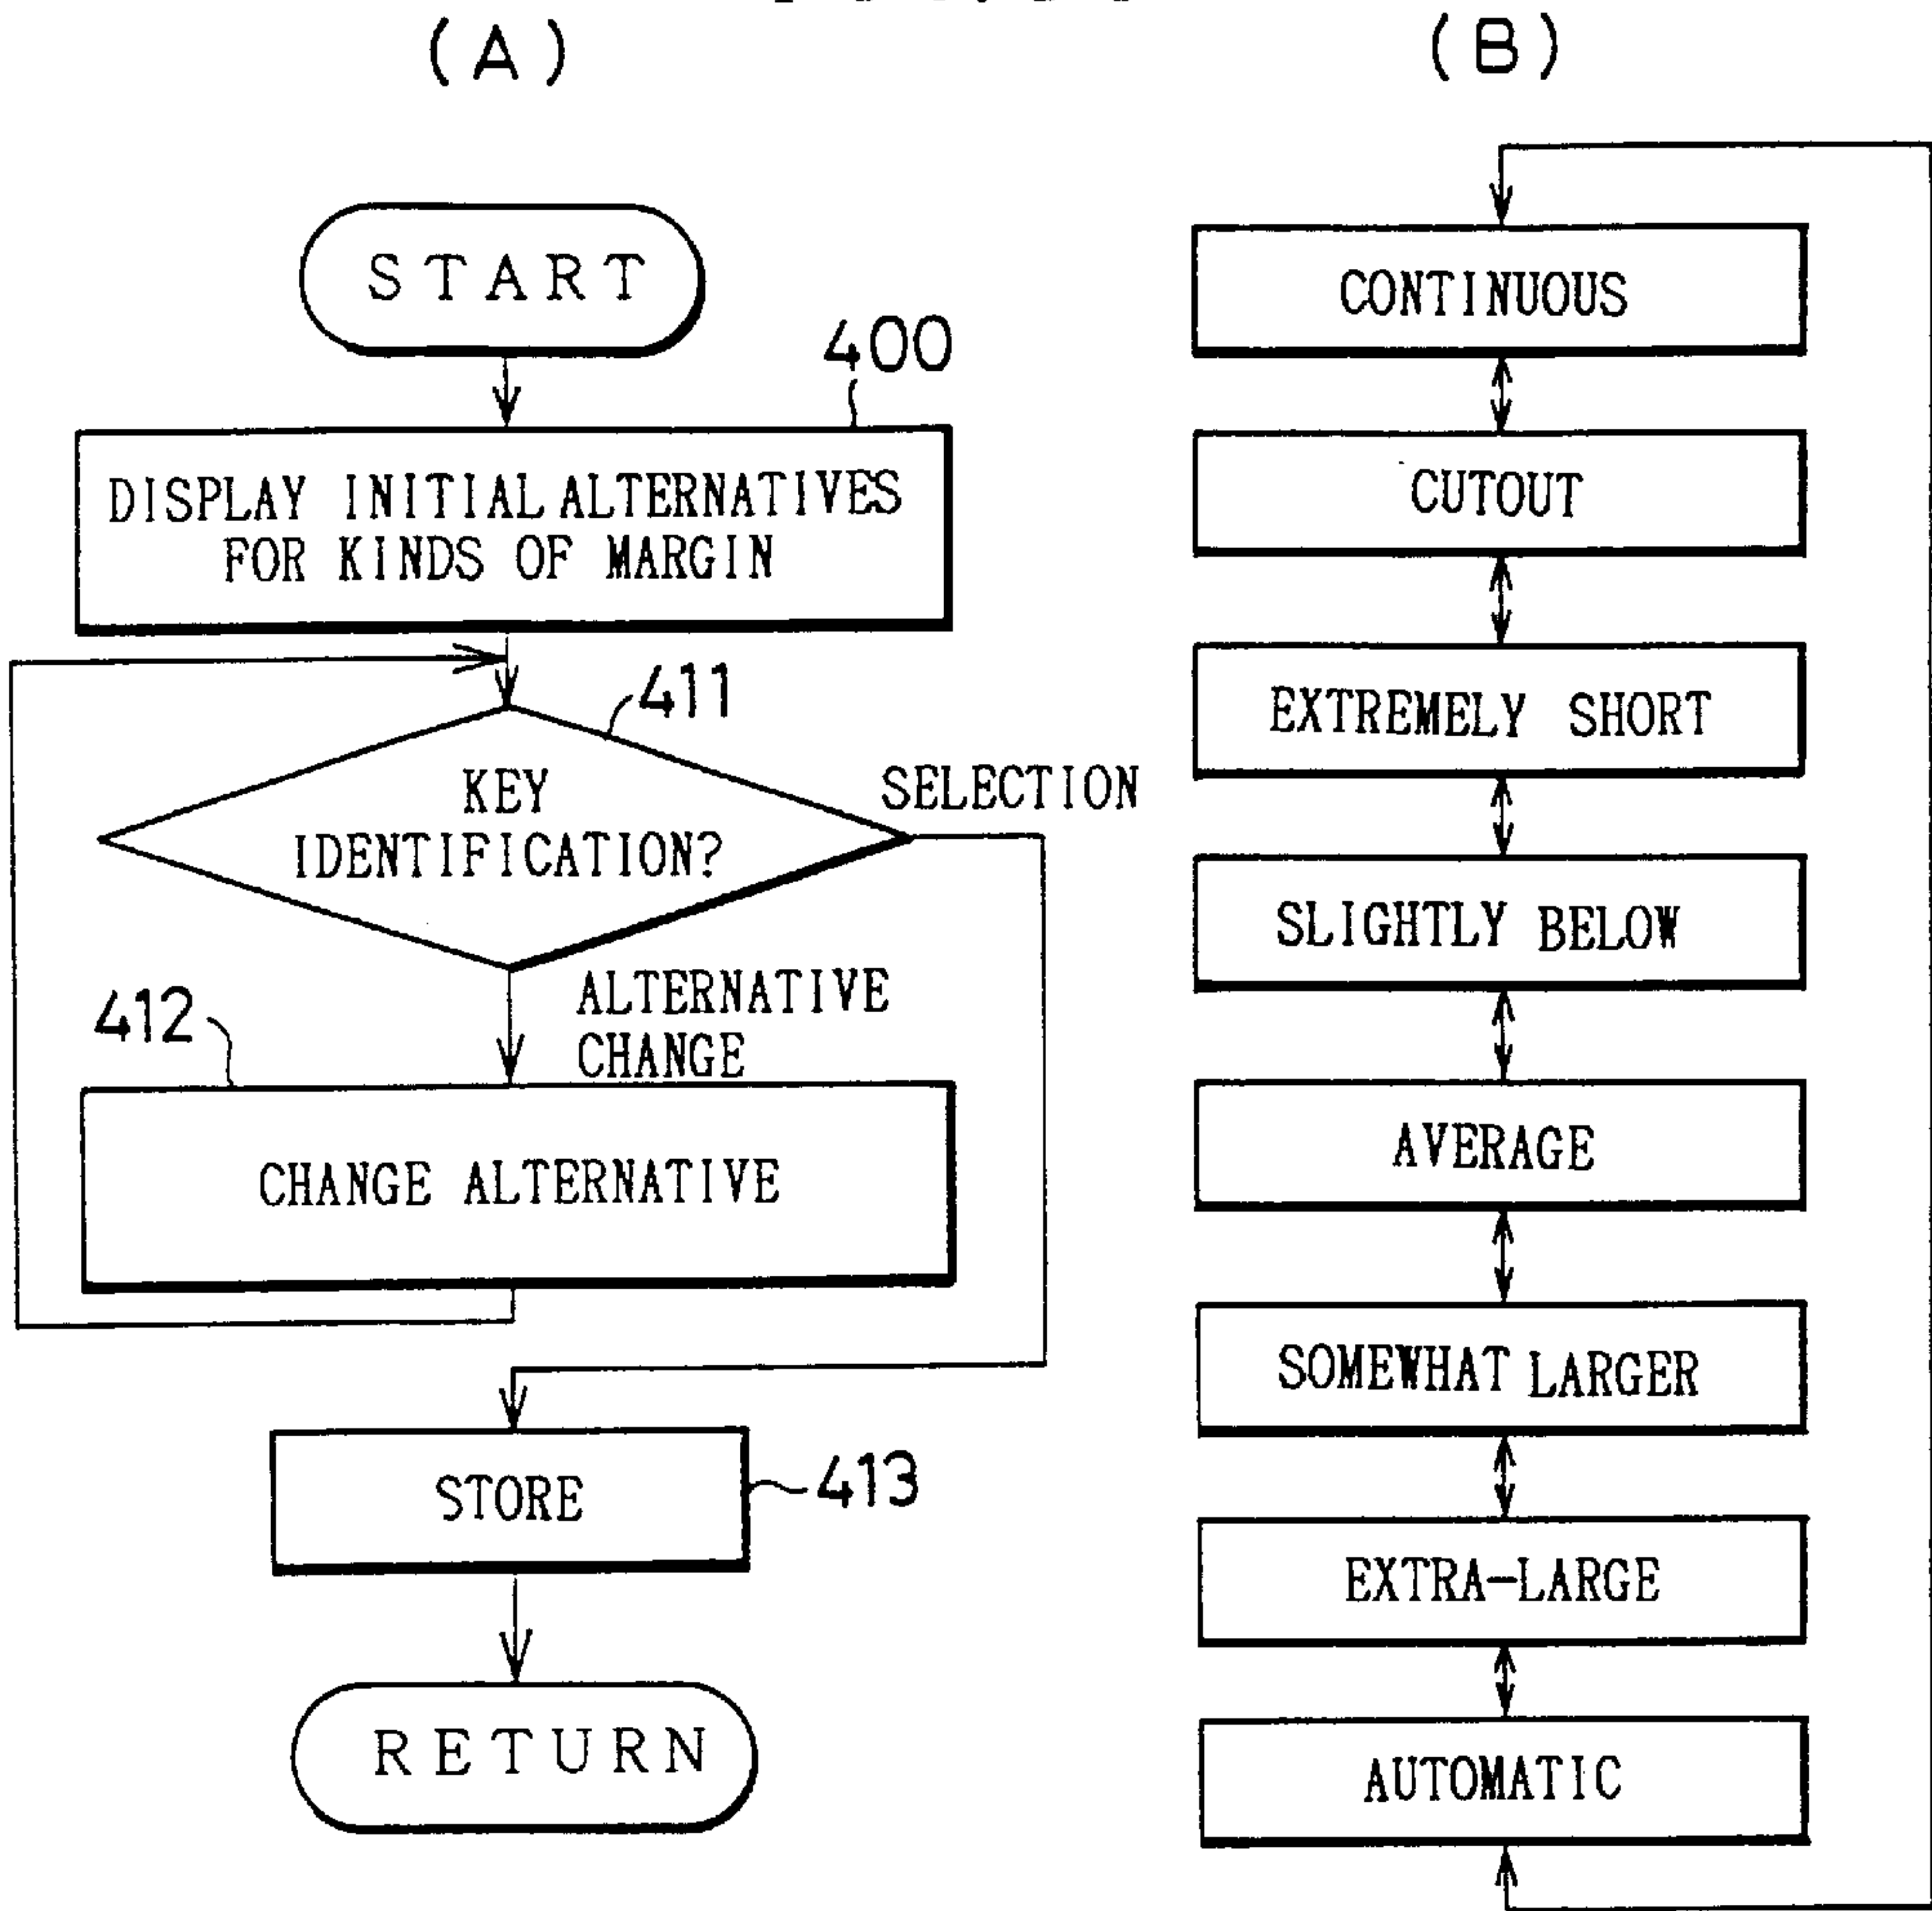 (A)
START
400
DISPLAY INITIAL ALTERNATIVES
FOR KINDS OF MARGIN
411
KEY
IDENTIFICATION?
SELECTION
ALTERNATIVE
CHANGE
412
CHANGE ALTERNATIVE
STORE
413
RETURN
(B)
CONTINUOUS
CUTOUT
EXTREMELY SHORT
SLIGHTLY BELOW
AVERAGE
SOMEWHAT LARGER
EXTRA-LARGE
AUTOMATIC